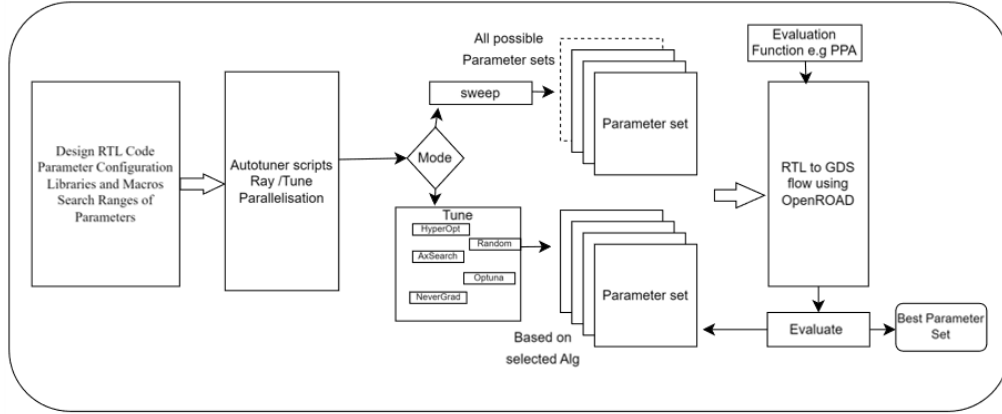 Design RTL Code
Parameter Configuration
Libraries and Macros
Search Ranges of
Parameters
Autotuner scripts
Ray /Tune
Parallelisation
Mode
sweep
All possible
Parameter sets
Parameter set
Tune
HyperOpt
Random
AxSearch
Optuna
NeverGrad
Based on
selected Alg
Parameter set
Evaluation
Function e.g PPA
RTL to GDS
flow using
OpenROAD
Evaluate
Best Parameter
Set